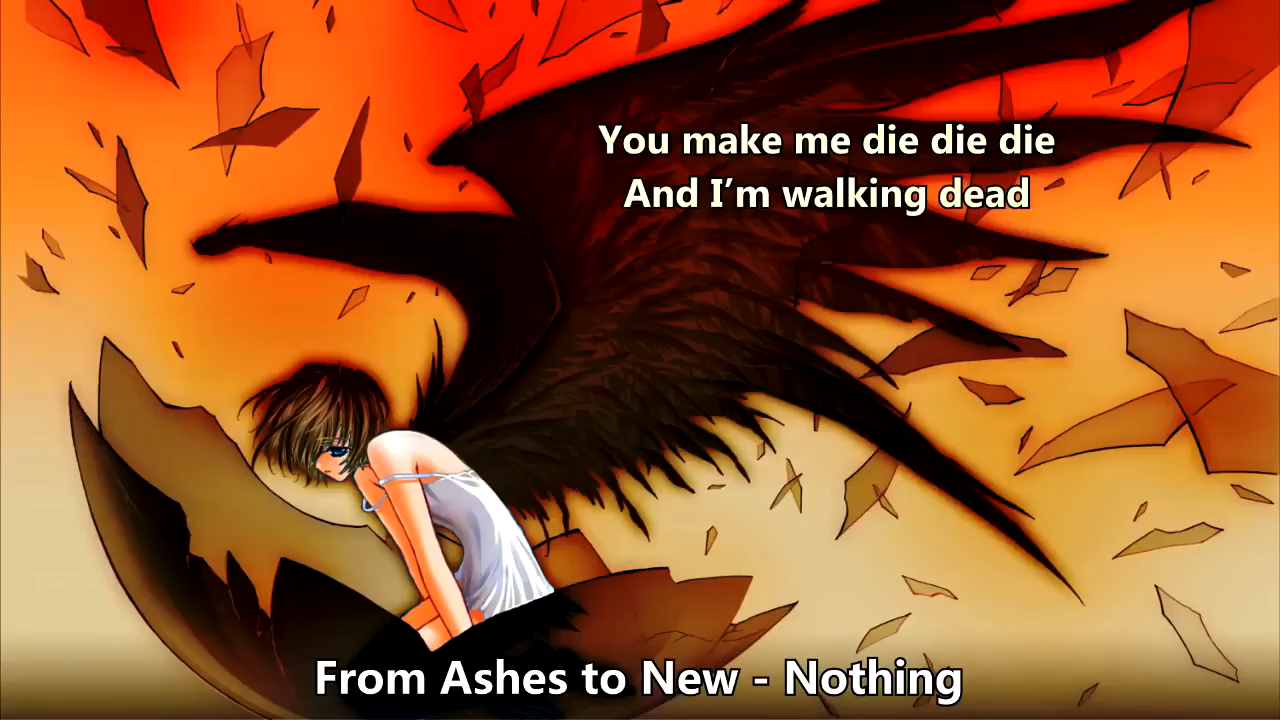 You make me die die die
And I’m walking dead
From Ashes to New - Nothing